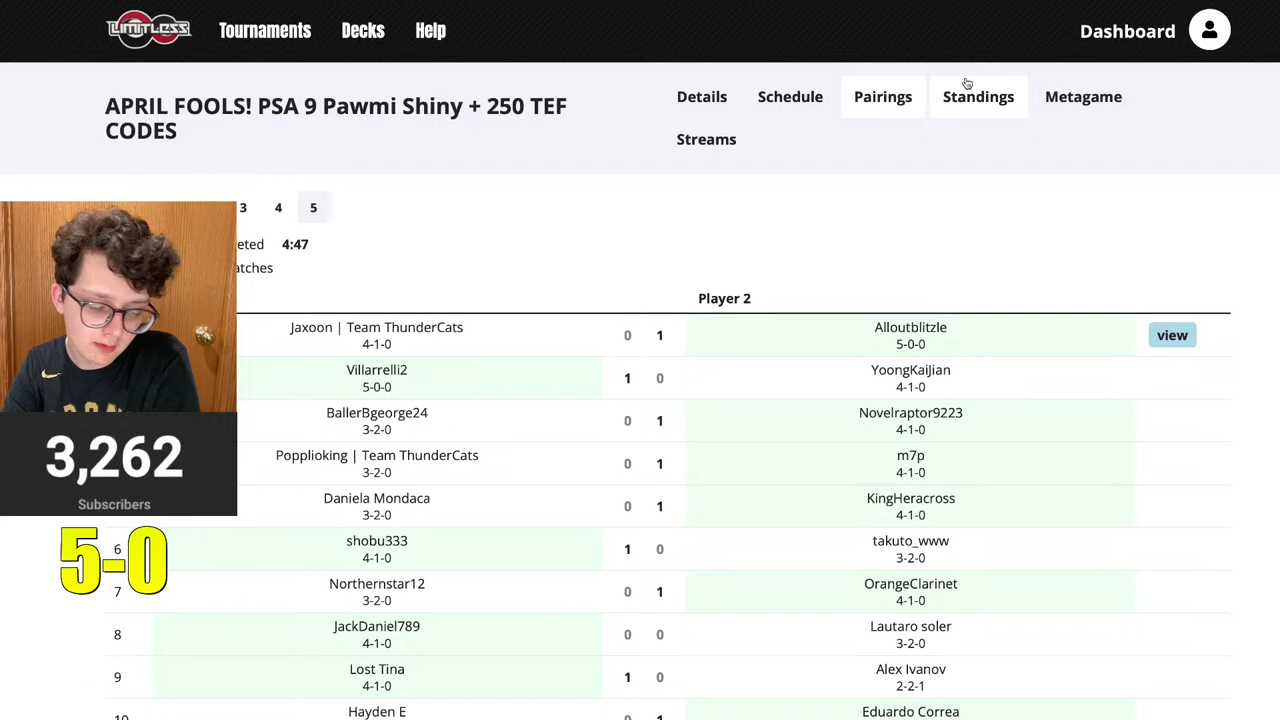 LIMITLESS
Tournaments
Decks
Help
Dashboard
APRIL FOOLS! PSA 9 Pawmi Shiny + 250 TEF
CODES
Details
Schedule
Pairings
Standings
Metagame
Streams
3
4
5
eted 4:47
atches
Player 2
Jaxoon | Team ThunderCats
4-1-0
0 1
Alloutblitzle
5-0-0
view
Villarrelli2
5-0-0
1 0
YoongKaiJian
4-1-0
BallerBgeorge24
3-2-0
0 1
Novelraptor9223
4-1-0
Popplioking | Team ThunderCats
3-2-0
0 1
m7p
4-1-0
Daniela Mondaca
3-2-0
0 1
KingHeracross
4-1-0
6
shobu333
4-1-0
1 0
takuto_www
3-2-0
7
Northernstar12
3-2-0
0 1
OrangeClarinet
4-1-0
8
JackDaniel789
4-1-0
0 0
Lautaro soler
3-2-0
9
Lost Tina
4-1-0
1 0
Alex Ivanov
2-2-1
10
Hayden E
0 1
Eduardo Correa
3,262
Subscribers
5-0